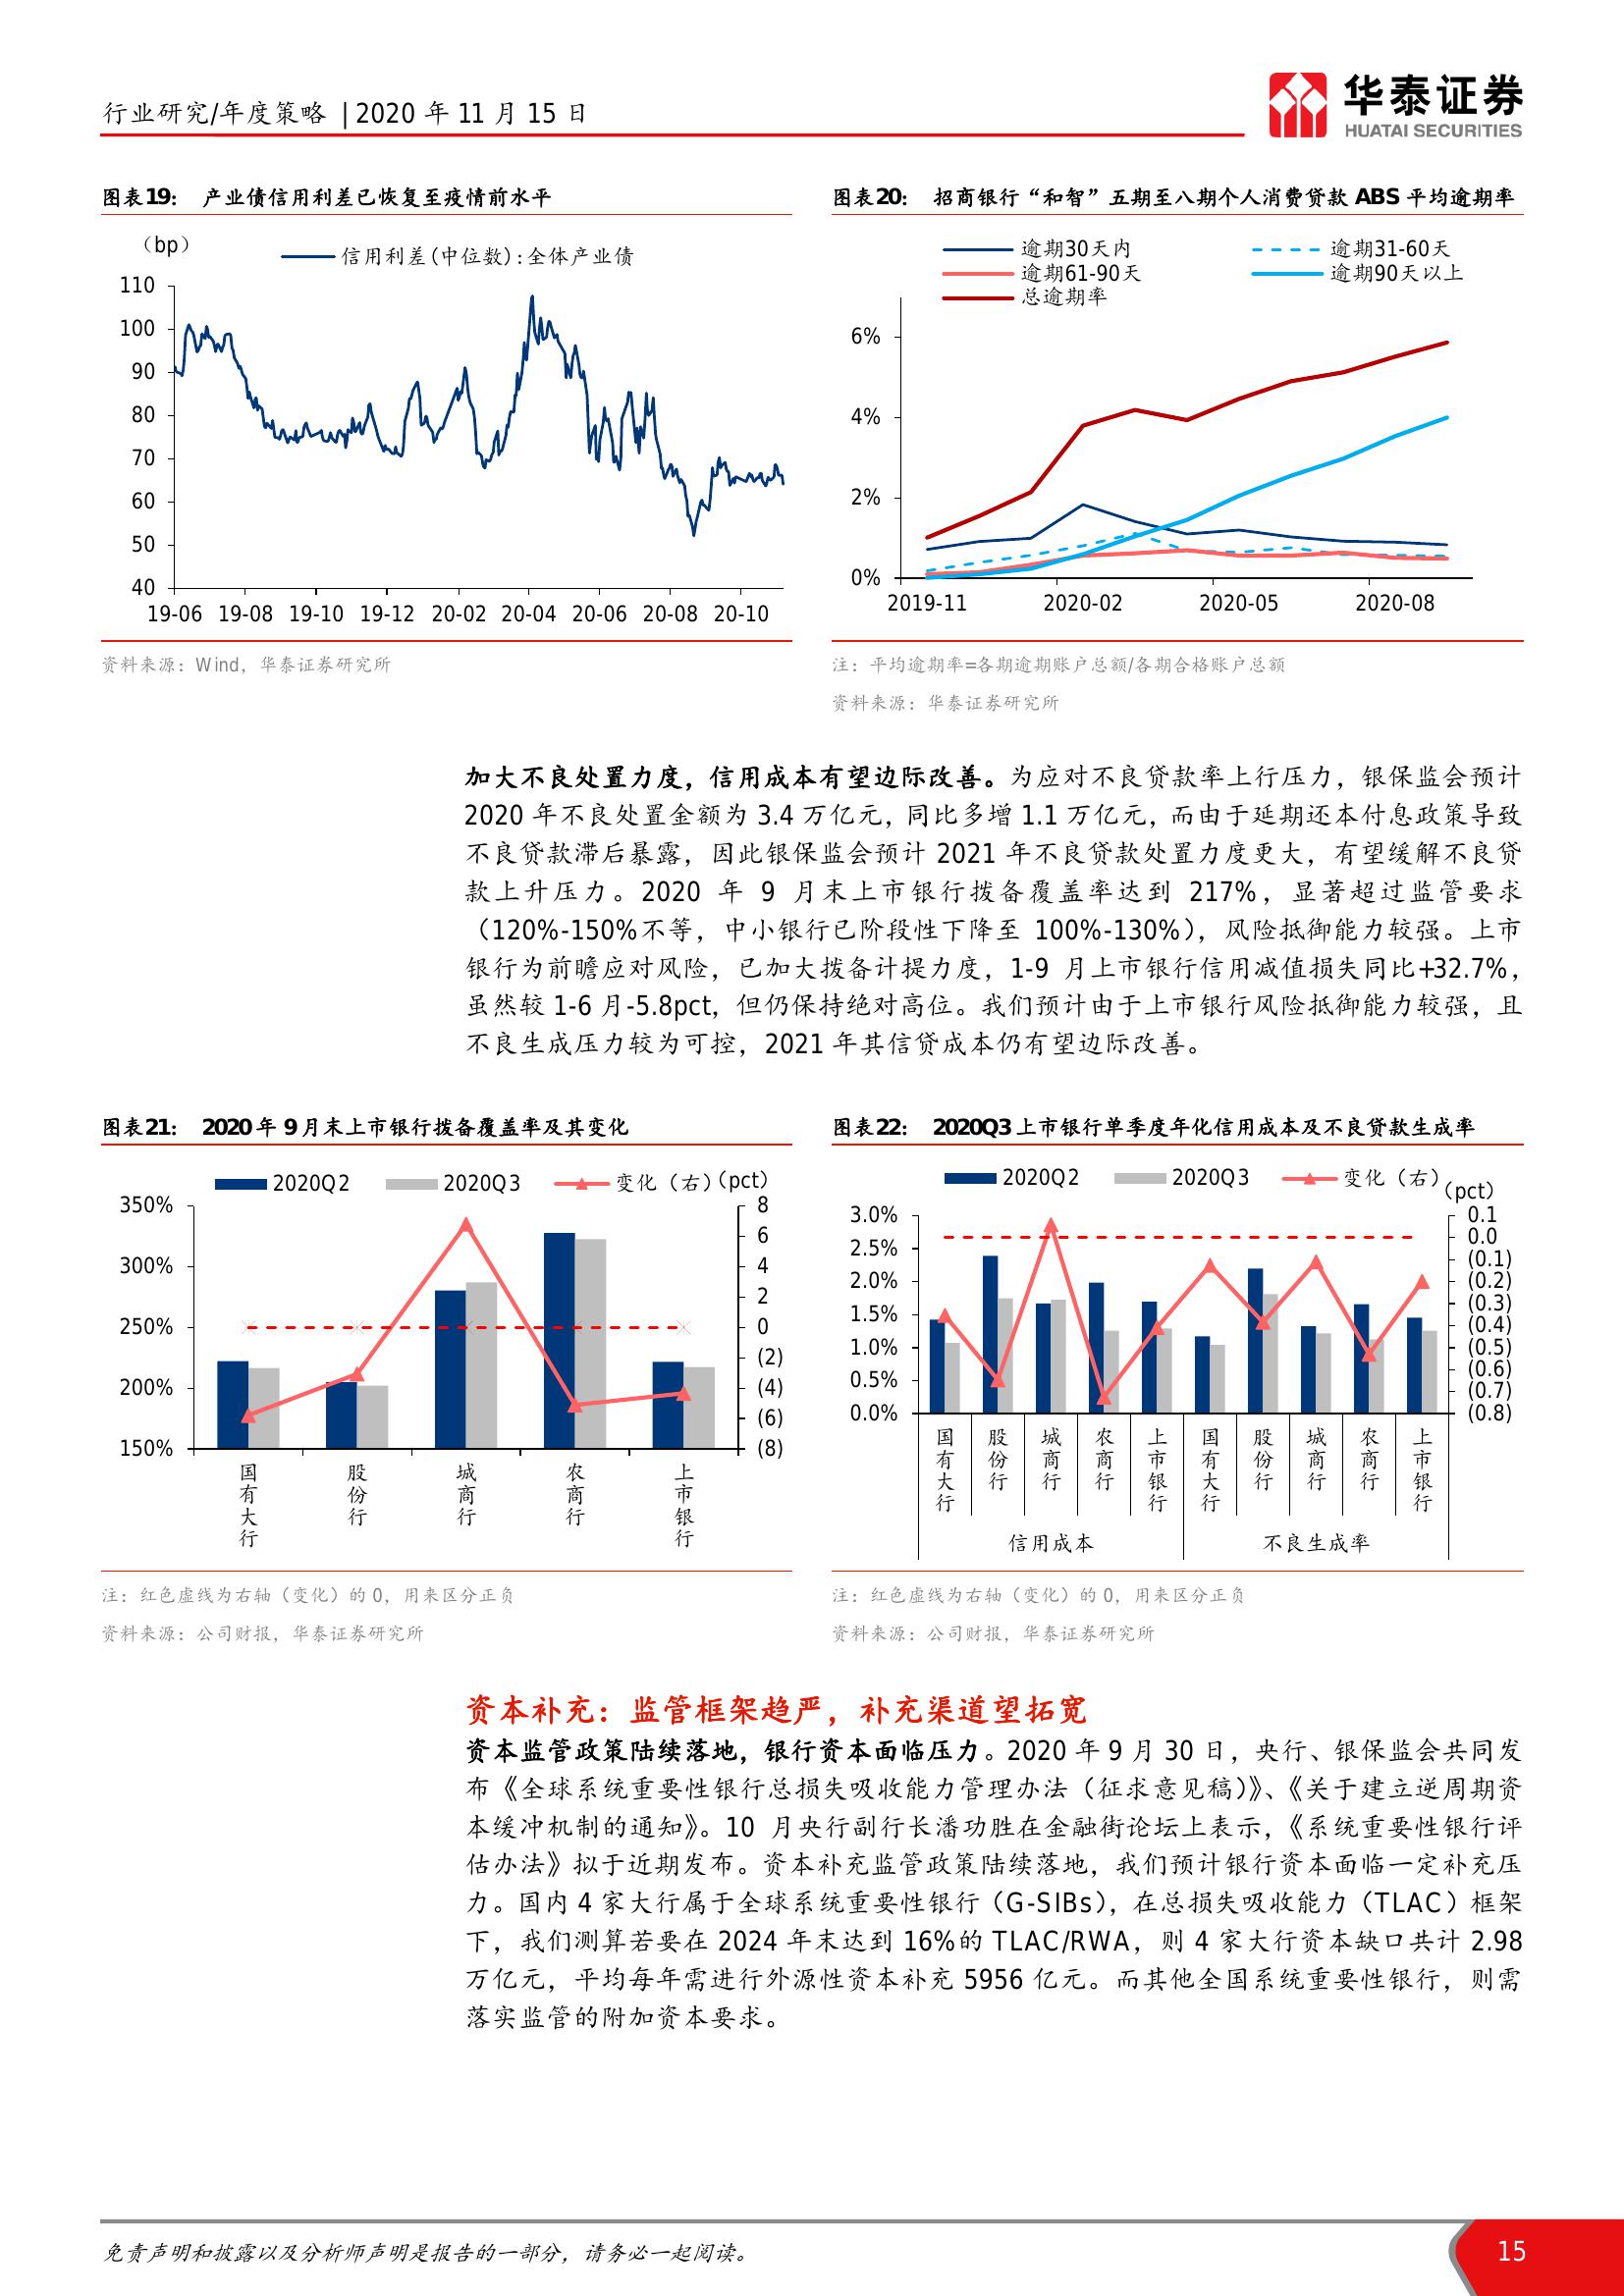 行业研究/年度策略 | 2020 年 11 月 15 日
华泰证券
HUATAI SECURITIES
图表19： 产业债信用利差已恢复至疫情前水平
（bp）
信用利差(中位数):全体产业债
110
100
90
80
70
60
50
40
19-06 19-08 19-10 19-12 20-02 20-04 20-06 20-08 20-10
资料来源：Wind，华泰证券研究所
图表20： 招商银行“和智”五期至八期个人消费贷款 ABS 平均逾期率
逾期30天内 逾期31-60天
逾期61-90天 逾期90天以上
总逾期率
6%
4%
2%
0%
2019-11 2020-02 2020-05 2020-08
注：平均逾期率=各期逾期账户总额/各期合格账户总额
资料来源：华泰证券研究所
加大不良处置力度，信用成本有望边际改善。为应对不良贷款率上行压力，银保监会预计
2020 年不良处置金额为 3.4 万亿元，同比多增 1.1 万亿元，而由于延期还本付息政策导致
不良贷款滞后暴露，因此银保监会预计 2021 年不良贷款处置力度更大，有望缓解不良贷
款上升压力。2020 年 9 月末上市银行拨备覆盖率达到 217%，显著超过监管要求
（120%-150%不等，中小银行已阶段性下降至 100%-130%），风险抵御能力较强。上市
银行为前瞻应对风险，已加大拨备计提力度，1-9 月上市银行信用减值损失同比+32.7%，
虽然较 1-6 月-5.8pct，但仍保持绝对高位。我们预计由于上市银行风险抵御能力较强，且
不良生成压力较为可控，2021 年其信贷成本仍有望边际改善。
图表21： 2020 年 9 月末上市银行拨备覆盖率及其变化
2020Q2 2020Q3 变化（右） （pct）
350%
300%
250%
200%
150%
8
6
4
2
0
(2)
(4)
(6)
(8)
国有大行 股份行 城商行 农商行 上市银行
注：红色虚线为右轴（变化）的 0，用来区分正负
资料来源：公司财报，华泰证券研究所
图表22： 2020Q3 上市银行单季度年化信用成本及不良贷款生成率
2020Q2 2020Q3 变化（右） （pct）
3.0%
2.5%
2.0%
1.5%
1.0%
0.5%
0.0%
0.1
0.0
(0.1)
(0.2)
(0.3)
(0.4)
(0.5)
(0.6)
(0.7)
(0.8)
国有大行 股份行 城商行 农商行 上市银行 国有大行 股份行 城商行 农商行 上市银行
信用成本 不良生成率
注：红色虚线为右轴（变化）的 0，用来区分正负
资料来源：公司财报，华泰证券研究所
资本补充：监管框架趋严，补充渠道望拓宽
资本监管政策陆续落地，银行资本面临压力。2020 年 9 月 30 日，央行、银保监会共同发
布《全球系统重要性银行总损失吸收能力管理办法（征求意见稿）》、《关于建立逆周期资
本缓冲机制的通知》。10 月央行副行长潘功胜在金融街论坛上表示，《系统重要性银行评
估办法》拟于近期发布。资本补充监管政策陆续落地，我们预计银行资本面临一定补充压
力。国内 4 家大行属于全球系统重要性银行（G-SIBs），在总损失吸收能力（TLAC）框架
下，我们测算若要在 2024 年末达到 16%的 TLAC/RWA，则 4 家大行资本缺口共计 2.98
万亿元，平均每年需进行外源性资本补充 5956 亿元。而其他全国系统重要性银行，则需
落实监管的附加资本要求。
免责声明和披露以及分析师声明是报告的一部分，请务必一起阅读。
15